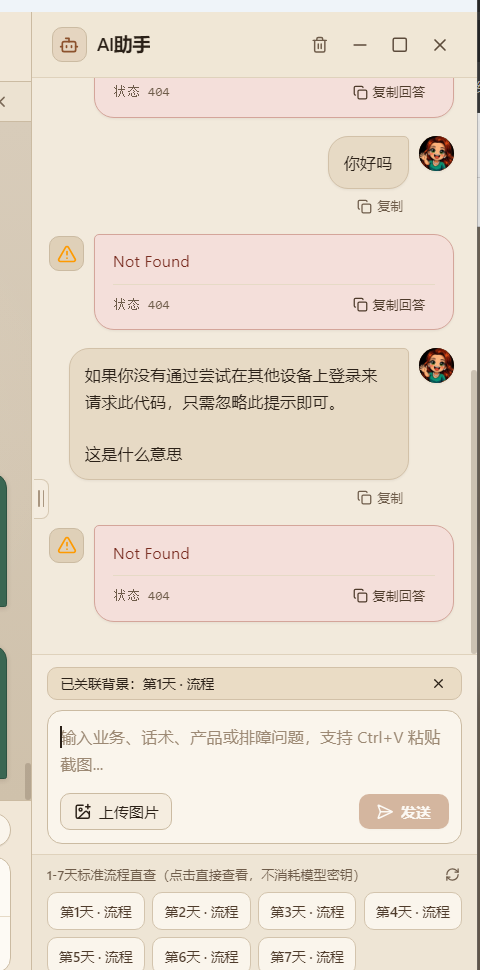 AI助手
状态 404
复制回答
你好吗
复制
Not Found
状态 404
复制回答
如果你没有通过尝试在其他设备上登录来
请求此代码，只需忽略此提示即可。
这是什么意思
复制
Not Found
状态 404
复制回答
已关联背景：第1天 · 流程
输入业务、话术、产品或排障问题，支持 Ctrl+V 粘贴
截图...
上传图片
发送
1-7天标准流程直查（点击直接查看，不消耗模型密钥）
第1天 · 流程
第2天 · 流程
第3天 · 流程
第4天 · 流程
第5天 · 流程
第6天 · 流程
第7天 · 流程